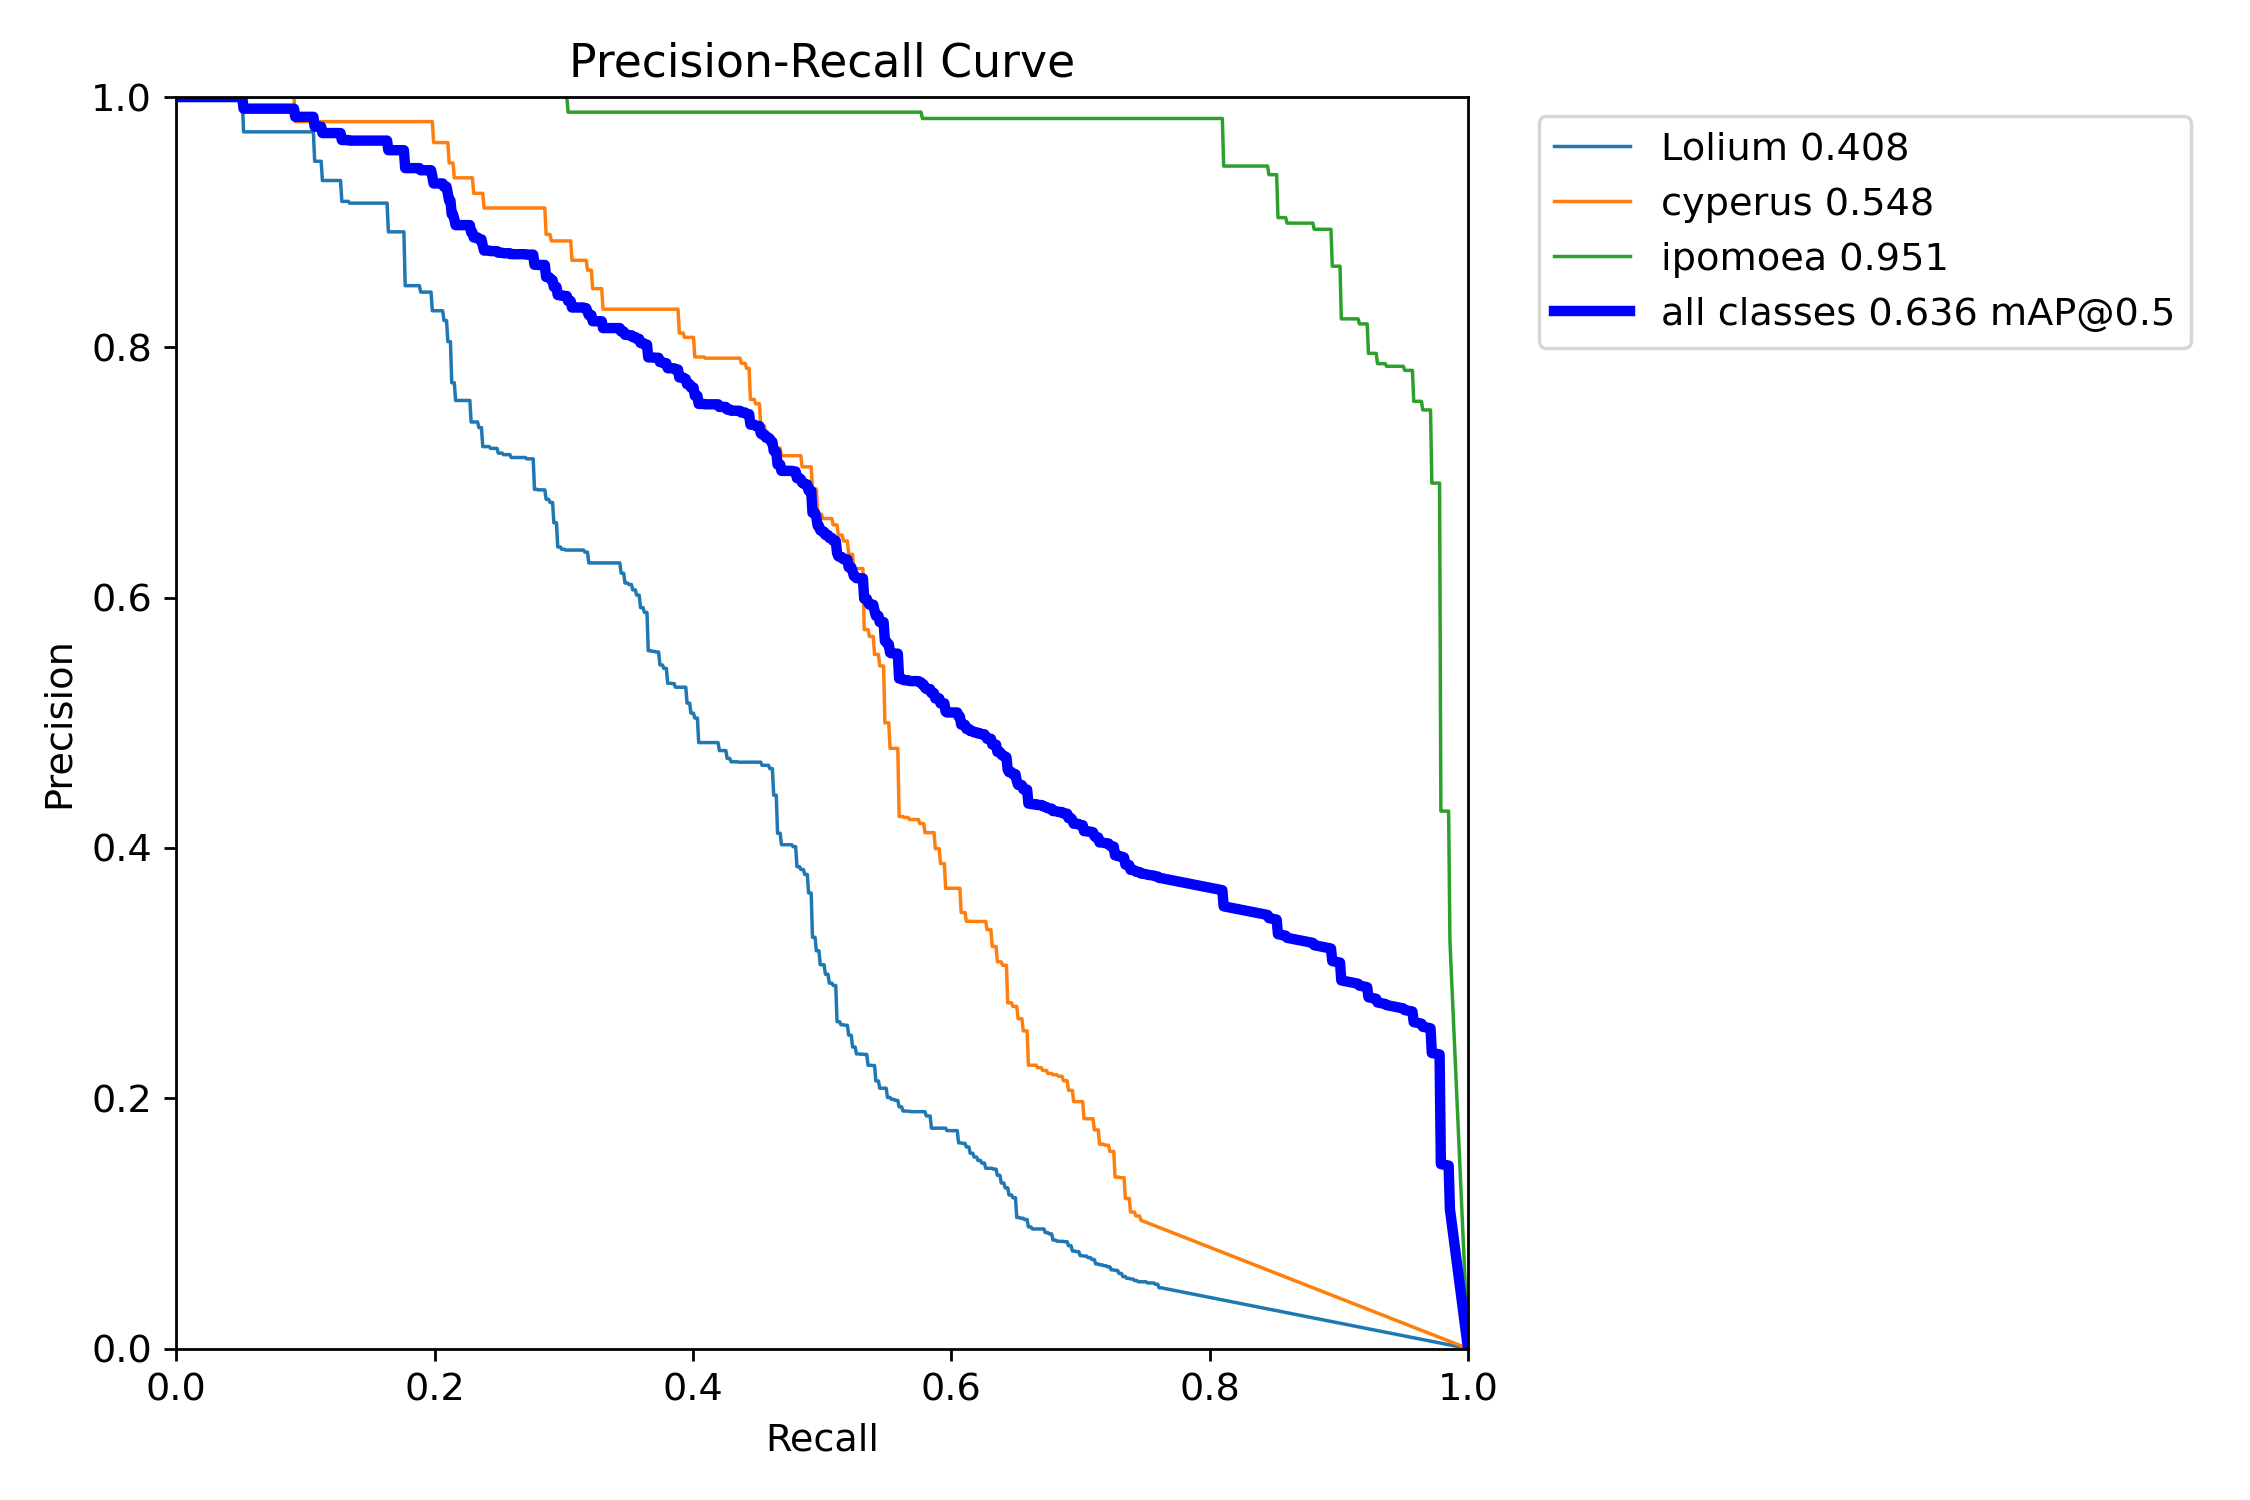 Precision-Recall Curve
1.0
0.8
0.6
0.4
0.2
0.0
Precision
0.0 0.2 0.4 0.6 0.8 1.0
Recall
Lolium 0.408
cyperus 0.548
ipomoea 0.951
all classes 0.636 mAP@0.5